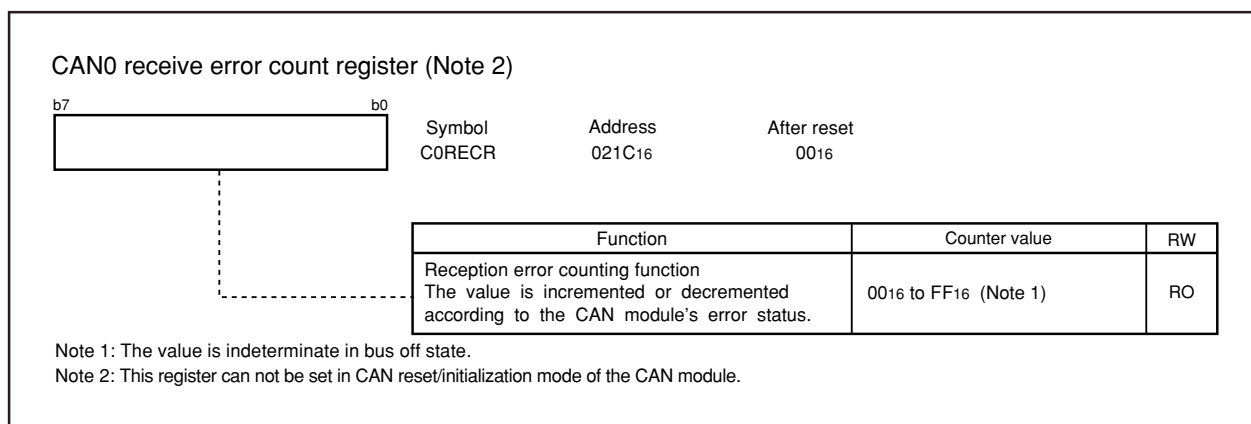 CAN0 receive error count register (Note 2)
b7 b0
Symbol Address After reset
C0RECR 021C16 0016
Function Counter value RW
Reception error counting function
The value is incremented or decremented
according to the CAN module's error status.
0016 to FF16 (Note 1) RO
Note 1: The value is indeterminate in bus off state.
Note 2: This register can not be set in CAN reset/initialization mode of the CAN module.